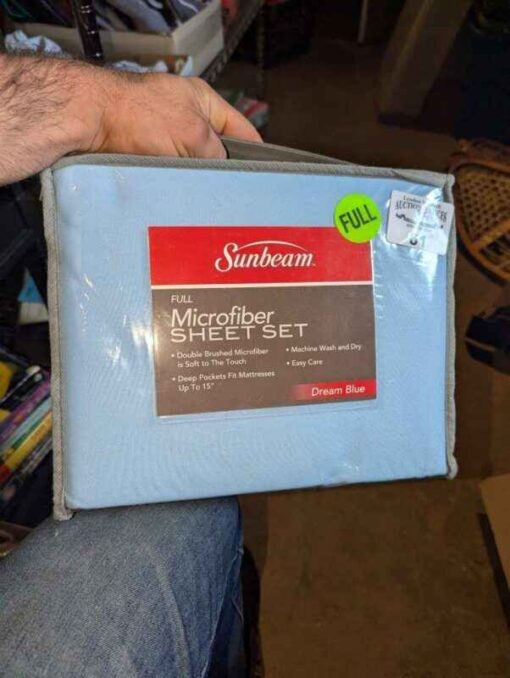 FULL
AUCTION
Sunbeam
FULL
Microfiber
SHEET SET
• Double Brushed Microfiber
is Soft to The Touch
• Deep Pockets Fit Mattresses
Up To 15"
• Machine Wash and Dry
• Easy Care
Dream Blue